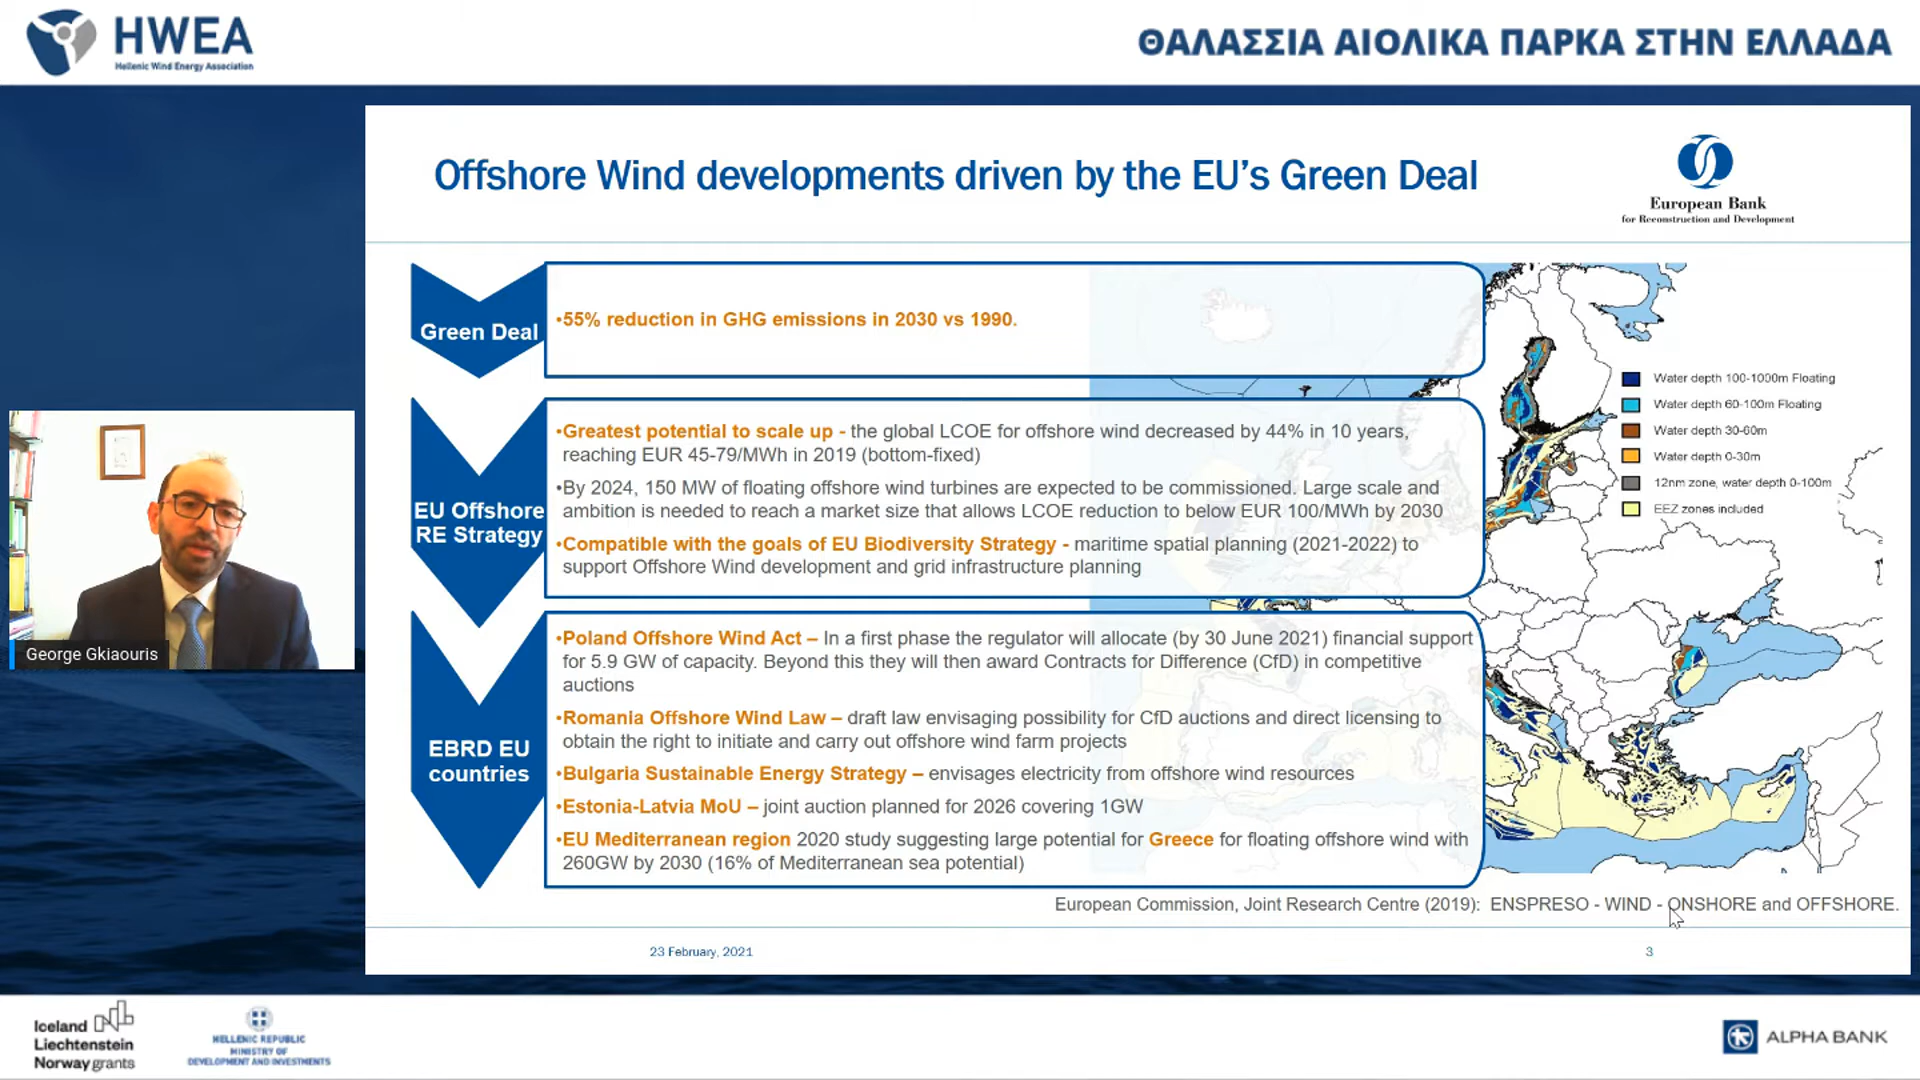 HWEA
Hellenic Wind Energy Association
ΘΑΛΑΣΣΙΑ ΑΙΟΛΙΚΑ ΠΑΡΚΑ ΣΤΗΝ ΕΛΛΑΔΑ
Offshore Wind developments driven by the EU's Green Deal
European Bank
for Reconstruction and Development
Green Deal
•55% reduction in GHG emissions in 2030 vs 1990.
EU Offshore
RE Strategy
•Greatest potential to scale up - the global LCOE for offshore wind decreased by 44% in 10 years,
reaching EUR 45-79/MWh in 2019 (bottom-fixed)
•By 2024, 150 MW of floating offshore wind turbines are expected to be commissioned. Large scale and
ambition is needed to reach a market size that allows LCOE reduction to below EUR 100/MWh by 2030
•Compatible with the goals of EU Biodiversity Strategy - maritime spatial planning (2021-2022) to
support Offshore Wind development and grid infrastructure planning
EBRD EU
countries
•Poland Offshore Wind Act – In a first phase the regulator will allocate (by 30 June 2021) financial support
for 5.9 GW of capacity. Beyond this they will then award Contracts for Difference (CfD) in competitive
auctions
•Romania Offshore Wind Law – draft law envisaging possibility for CfD auctions and direct licensing to
obtain the right to initiate and carry out offshore wind farm projects
•Bulgaria Sustainable Energy Strategy – envisages electricity from offshore wind resources
•Estonia-Latvia MoU – joint auction planned for 2026 covering 1GW
•EU Mediterranean region 2020 study suggesting large potential for Greece for floating offshore wind with
260GW by 2030 (16% of Mediterranean sea potential)
Water depth 100-1000m Floating
Water depth 60-100m Floating
Water depth 30-60m
Water depth 0-30m
12nm zone, water depth 0-100m
EEZ zones included
European Commission, Joint Research Centre (2019): ENSPRESO - WIND - ONSHORE and OFFSHORE.
23 February, 2021
3
George Gkiaouris
Iceland
Liechtenstein
Norway grants
HELLENIC REPUBLIC
MINISTRY OF
DEVELOPMENT AND INVESTMENTS
ALPHA BANK